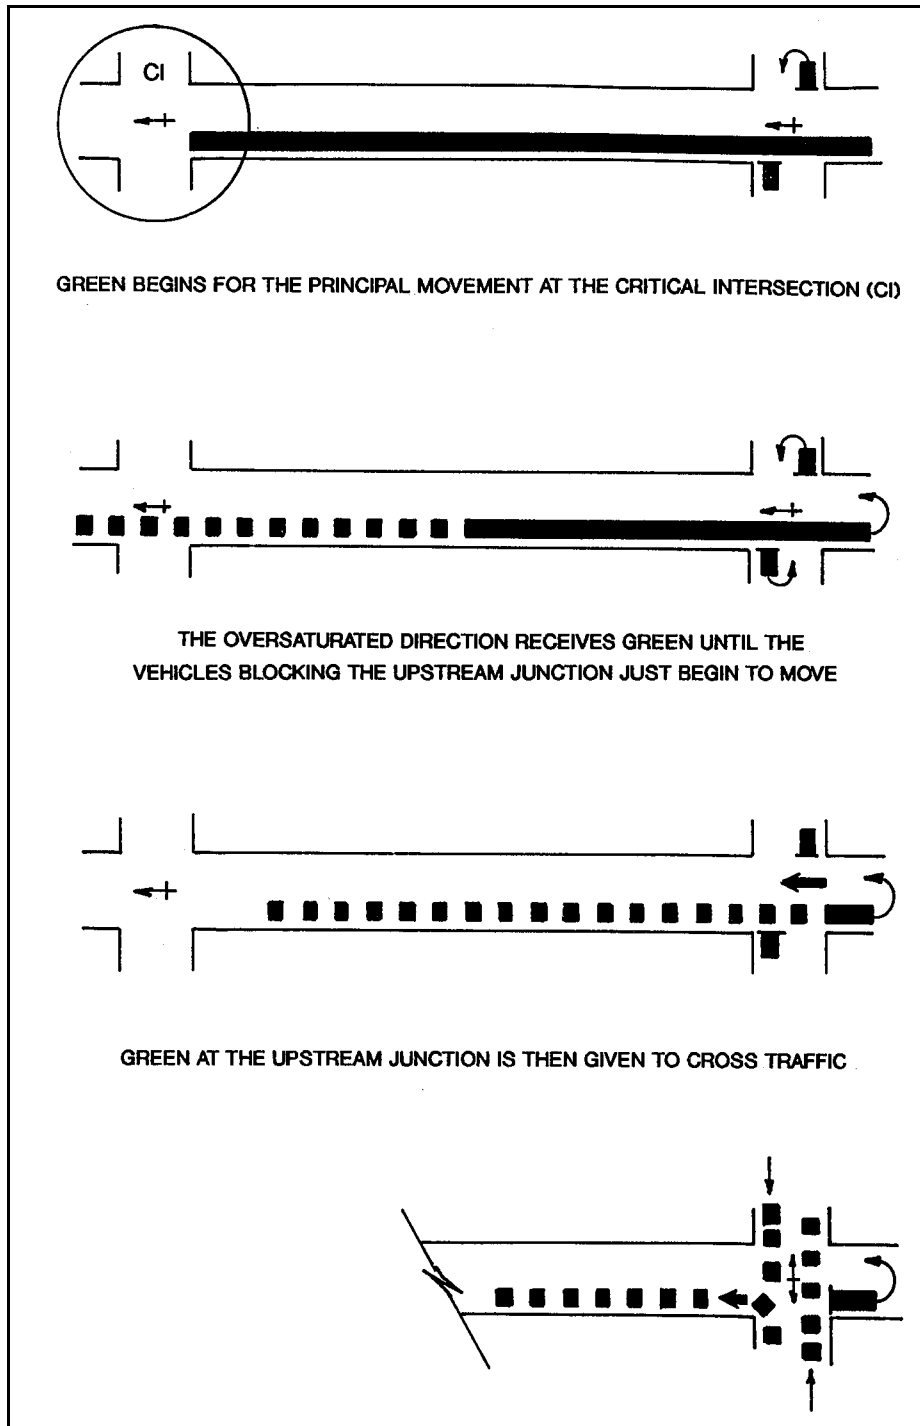 CI
GREEN BEGINS FOR THE PRINCIPAL MOVEMENT AT THE CRITICAL INTERSECTION (CI)
THE OVERSATURATED DIRECTION RECEIVES GREEN UNTIL THE
VEHICLES BLOCKING THE UPSTREAM JUNCTION JUST BEGIN TO MOVE
GREEN AT THE UPSTREAM JUNCTION IS THEN GIVEN TO CROSS TRAFFIC